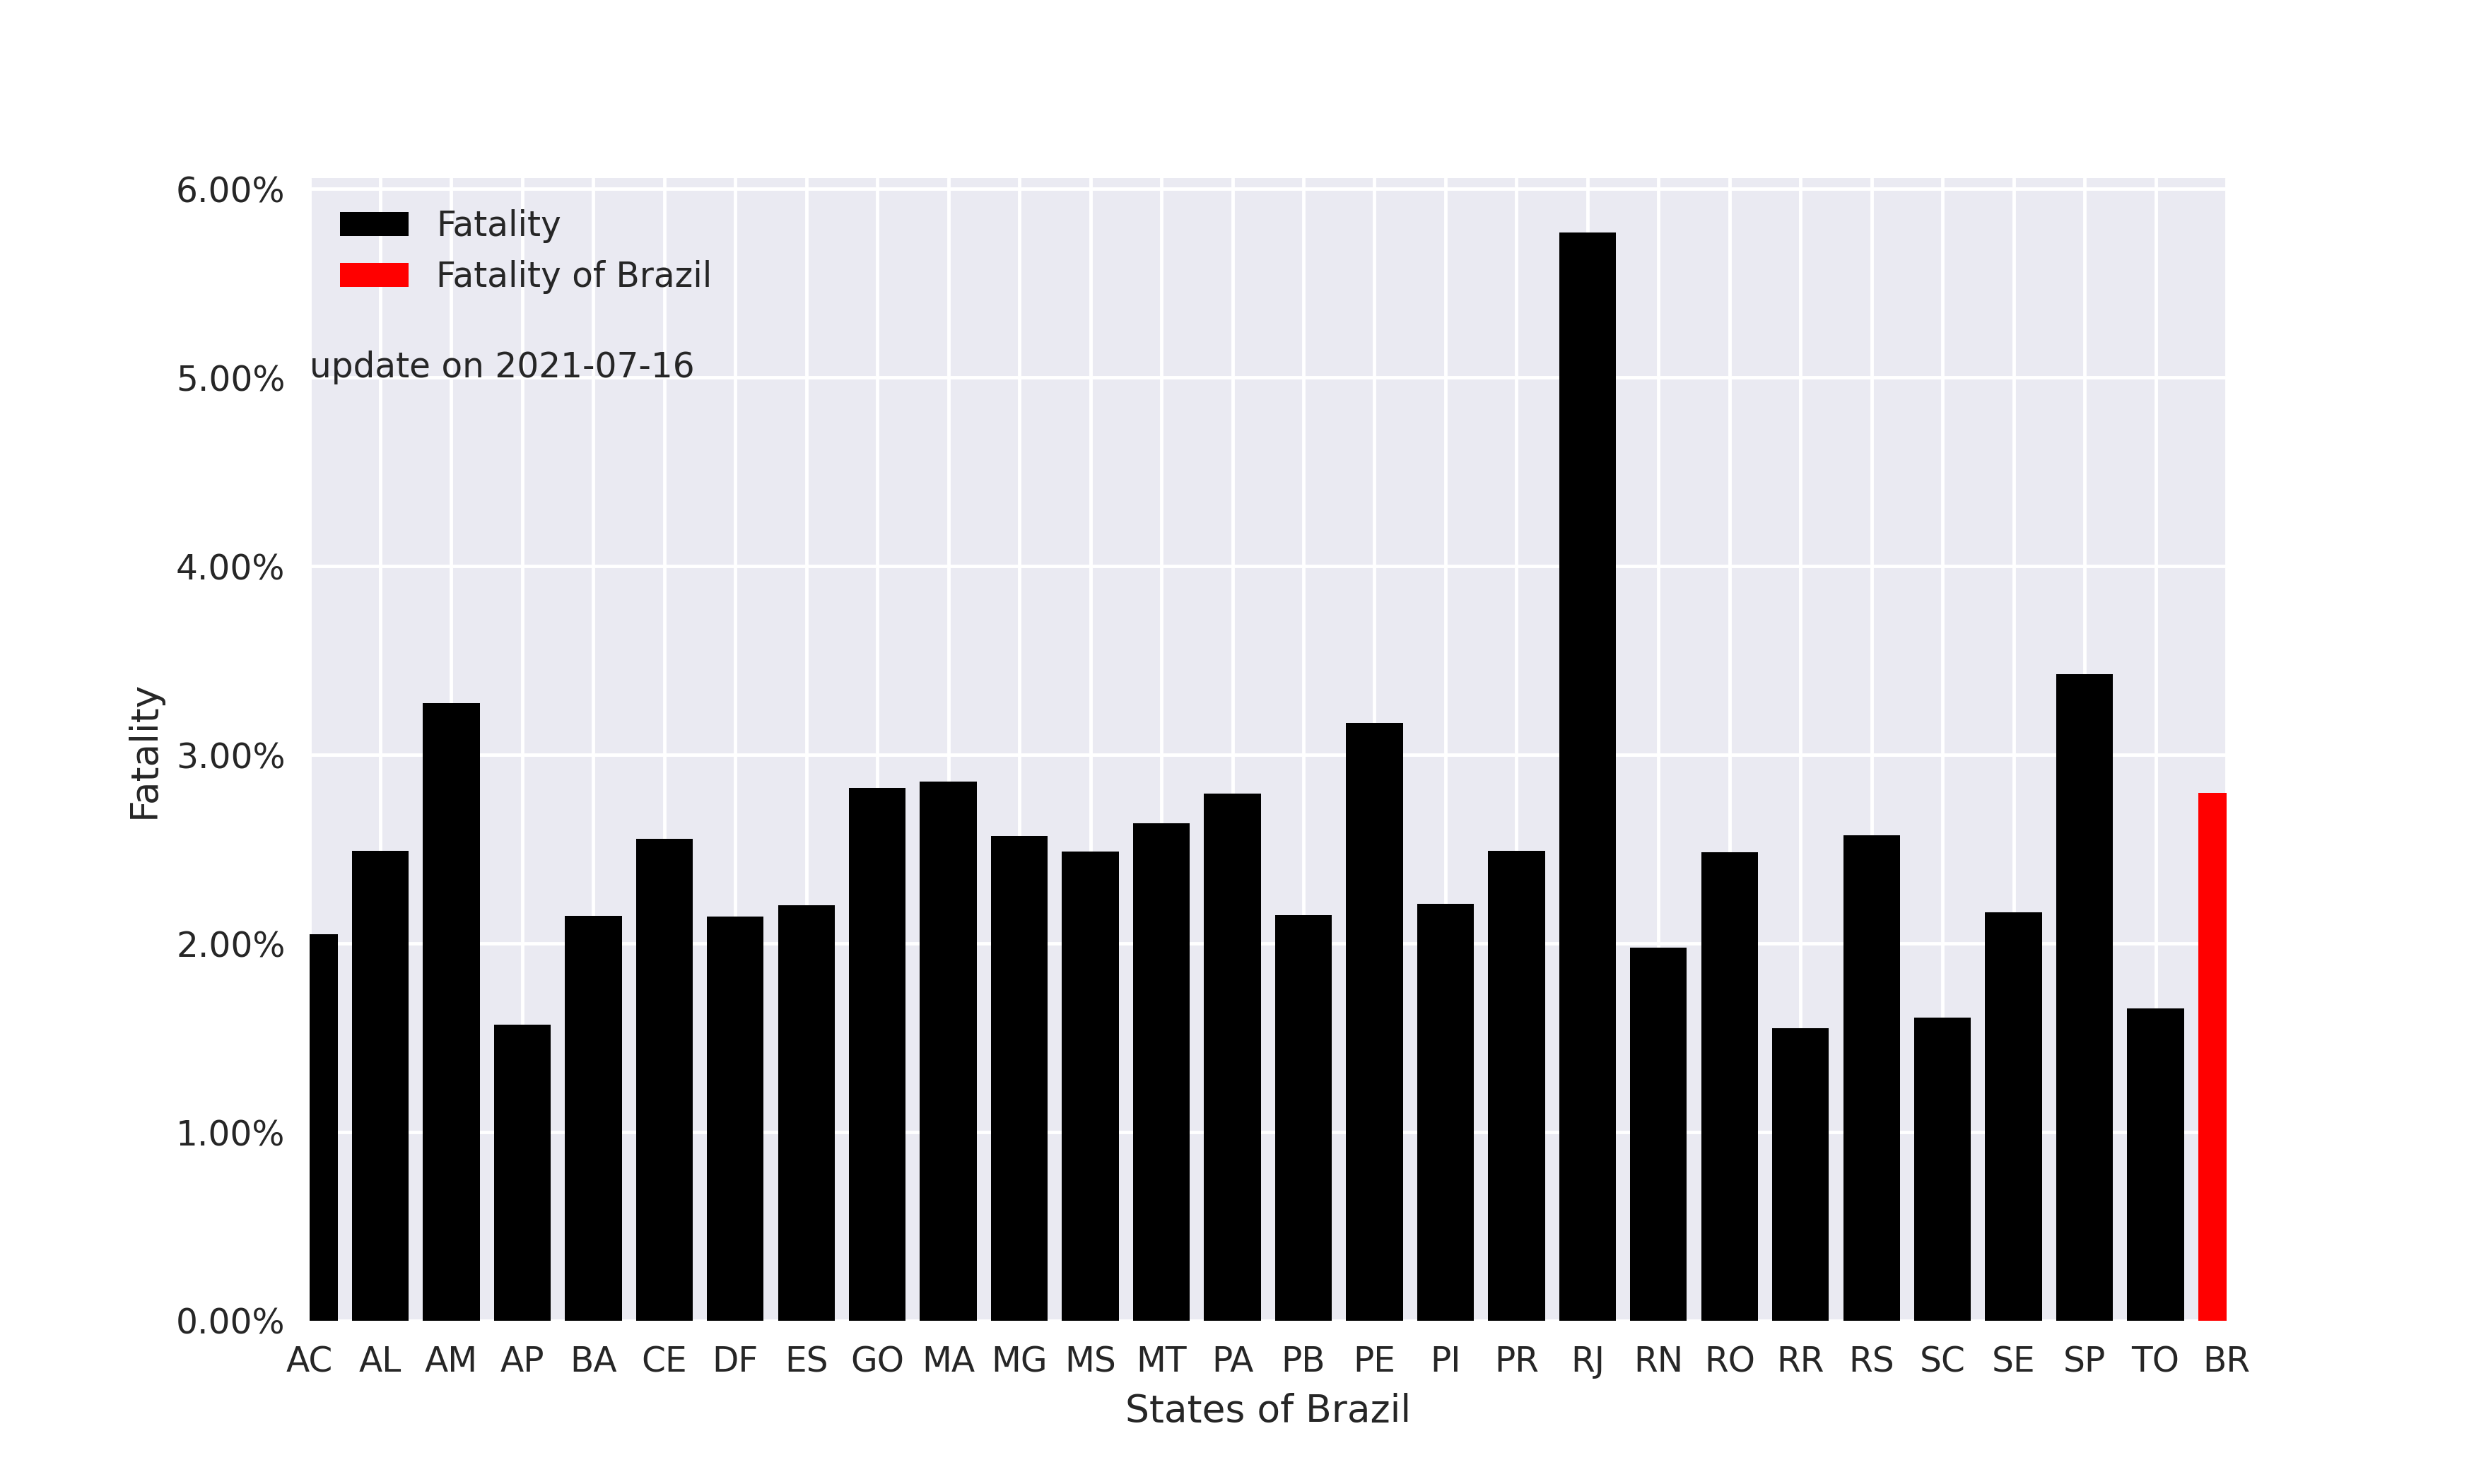 6.00%
Fatality
Fatality of Brazil
update on 2021-07-16
5.00%
4.00%
3.00%
2.00%
1.00%
0.00%
Fatality
AC AL AM AP BA CE DF ES GO MA MG MS MT PA PB PE PI PR RJ RN RO RR RS SC SE SP TO BR
States of Brazil